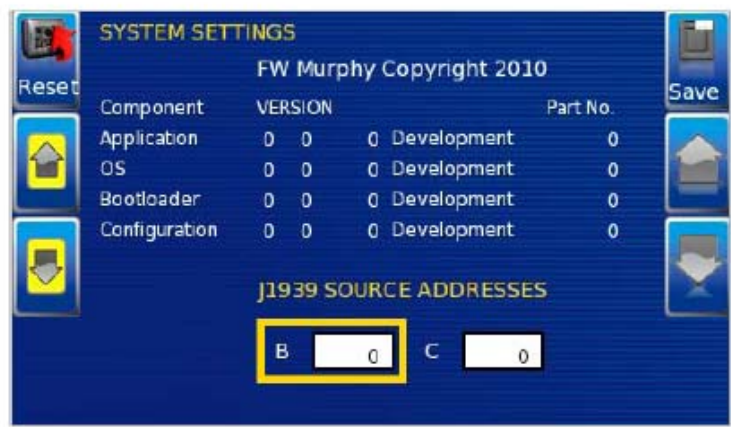 SYSTEM SETTINGS
FW Murphy Copyright 2010
Reset
Save
Component VERSION Part No.
Application 0 0 0 Development 0
OS 0 0 0 Development 0
Bootloader 0 0 0 Development 0
Configuration 0 0 0 Development 0
J1939 SOURCE ADDRESSES
B 0 C 0